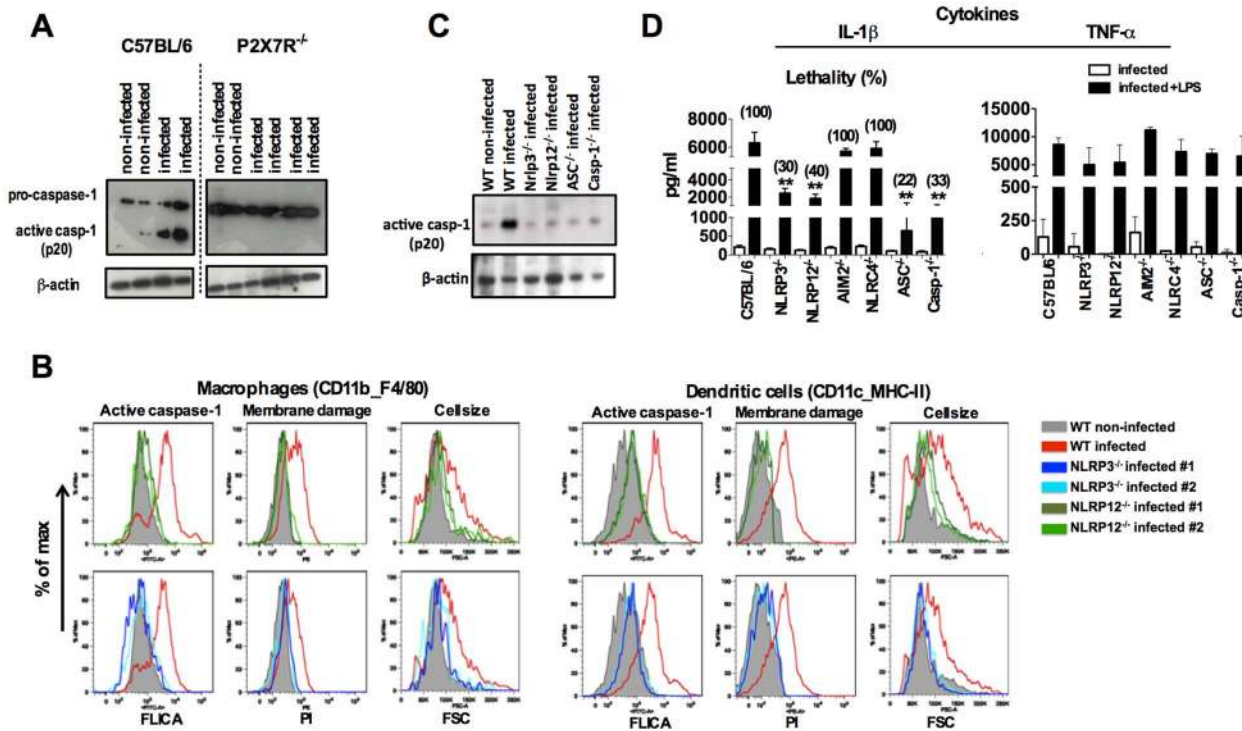 A
C57BL/6
P2X7R-/-
non-infected
non-infected
infected
infected
non-infected
non-infected
infected
infected
infected
infected
pro-caspase-1
active casp-1
(p20)
β-actin
C
WT non-infected
WT infected
Nrlp3-/- infected
Nlrp12-/- infected
ASC-/- infected
Casp-1-/- infected
active casp-1
(p20)
β-actin
D
Cytokines
IL-1β
TNF-α
Lethality (%)
infected
infected +LPS
pg/ml
8000
6000
4000
2000
1000
500
0
(100)
(30)
**
(40)
**
(100)
(100)
(22)
**
(33)
**
C57BL/6
NLRP3-/-
NLRP12-/-
AIM2-/-
NLRC4-/-
ASC-/-
Casp-1-/-
15000
10000
5000
250
0
C57BL/6
NLRP3-/-
NLRP12-/-
AIM2-/-
NLRC4-/-
ASC-/-
Casp-1-/-
B
Macrophages (CD11b_F4/80)
Dendritic cells (CD11c_MHC-II)
Active caspase-1
Membrane damage
Cellsize
Active caspase-1
Membrane damage
Cellsize
% of max
WT non-infected
WT infected
NLRP3-/- infected #1
NLRP3-/- infected #2
NLRP12-/- infected #1
NLRP12-/- infected #2
FLICA
PI
FSC
FLICA
PI
FSC